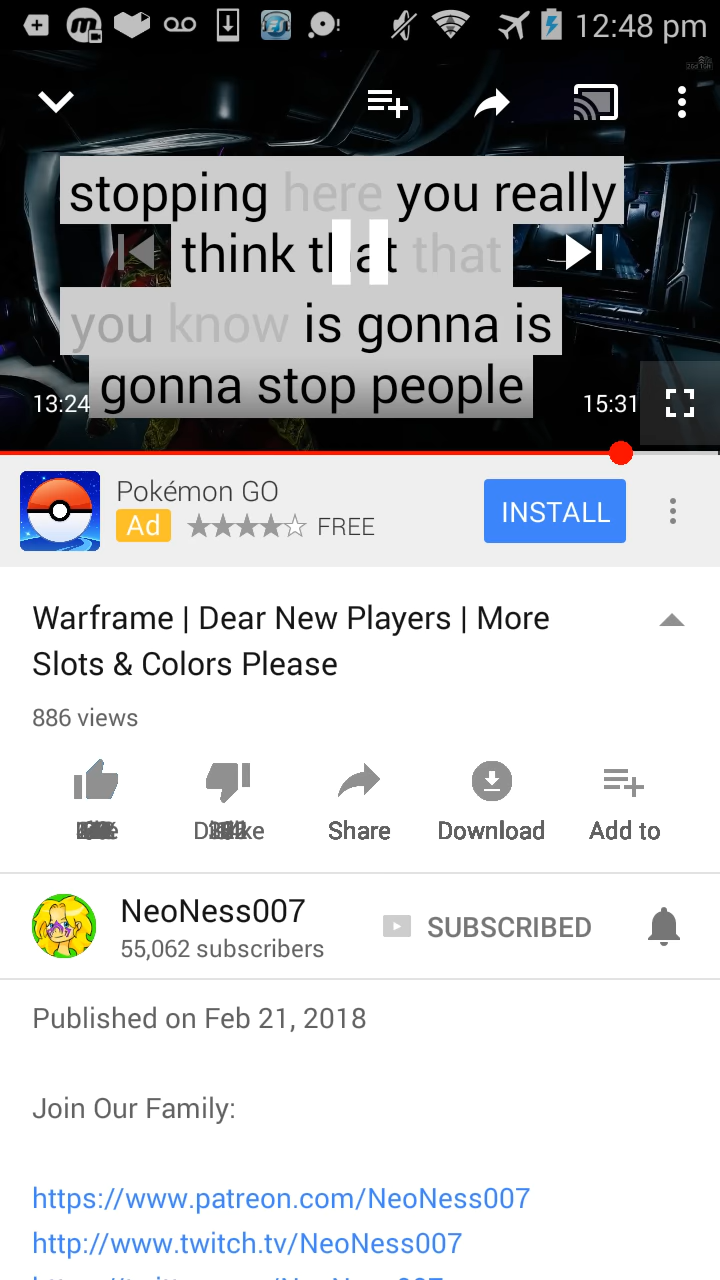 12:48 pm
stopping here you really
think that that
you know is gonna is
gonna stop people
13:24
15:31
Pokémon GO
Ad
FREE
INSTALL
Warframe | Dear New Players | More
Slots & Colors Please
886 views
Share
Download
Add to
NeoNess007
55,062 subscribers
SUBSCRIBED
Published on Feb 21, 2018
Join Our Family:
https://www.patreon.com/NeoNess007
http://www.twitch.tv/NeoNess007